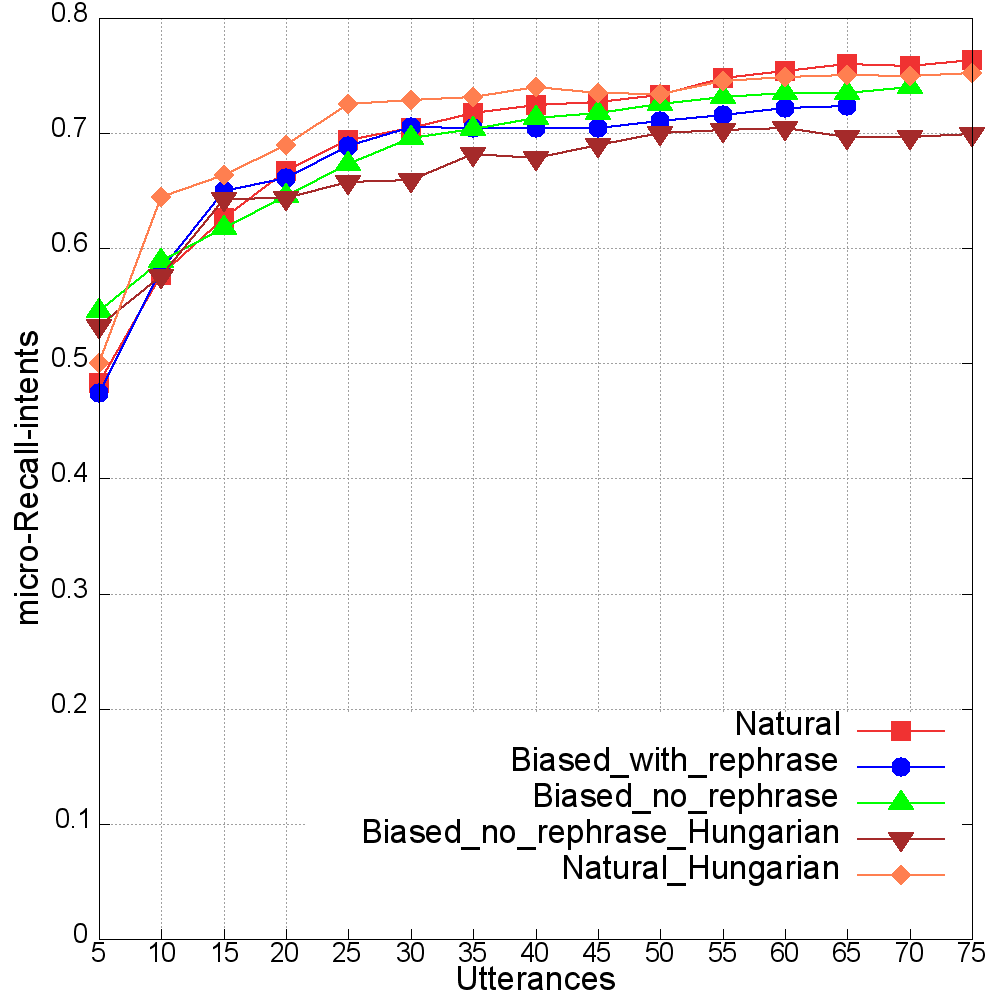 0.8
0.7
0.6
0.5
0.4
0.3
0.2
0.1
0
micro-Recall-intents
Natural
Biased_with_rephrase
Biased_no_rephrase
Biased_no_rephrase_Hungarian
Natural_Hungarian
5 10 15 20 25 30 35 40 45 50 55 60 65 70 75
Utterances